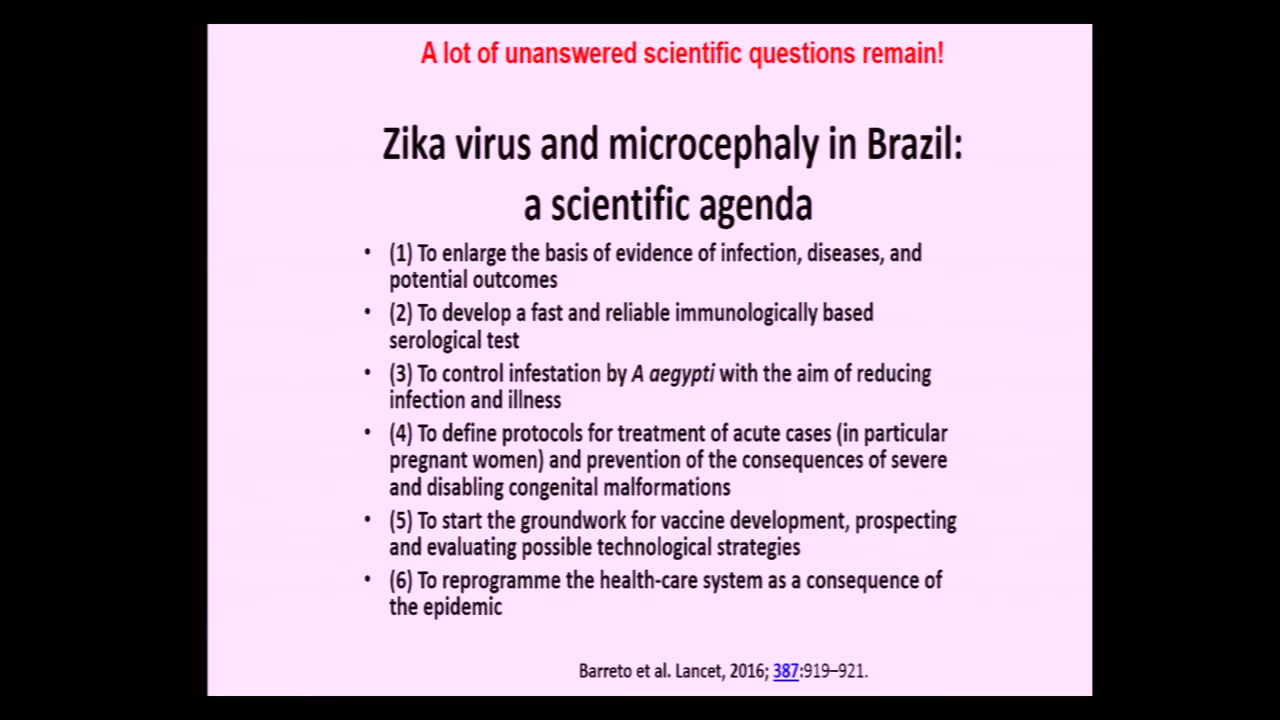 A lot of unanswered scientific questions remain!
Zika virus and microcephaly in Brazil:
a scientific agenda
• (1) To enlarge the basis of evidence of infection, diseases, and
potential outcomes
• (2) To develop a fast and reliable immunologically based
serological test
• (3) To control infestation by A aegypti with the aim of reducing
infection and illness
• (4) To define protocols for treatment of acute cases (in particular
pregnant women) and prevention of the consequences of severe
and disabling congenital malformations
• (5) To start the groundwork for vaccine development, prospecting
and evaluating possible technological strategies
• (6) To reprogramme the health-care system as a consequence of
the epidemic
Barreto et al. Lancet, 2016; 387:919–921.